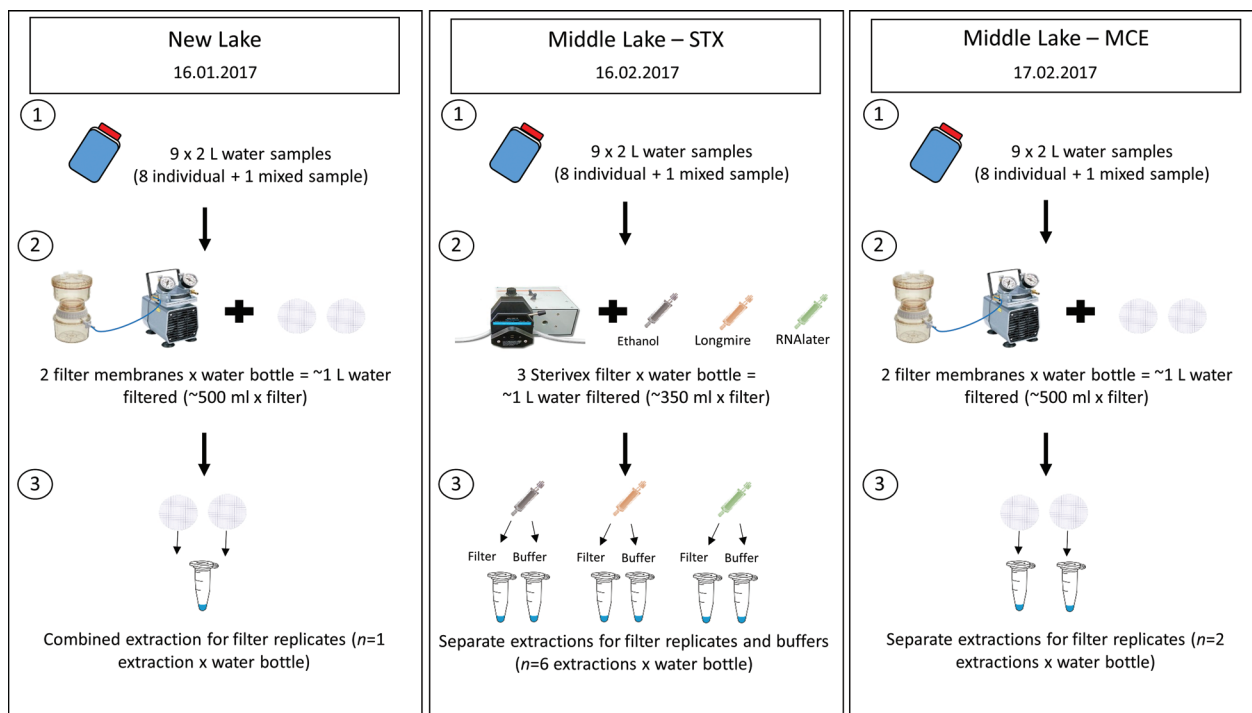 New Lake
16.01.2017
1
9 x 2 L water samples
(8 individual + 1 mixed sample)
2
2 filter membranes x water bottle = ~1 L water
filtered (~500 ml x filter)
3
Combined extraction for filter replicates (n=1
extraction x water bottle)
Middle Lake – STX
16.02.2017
1
9 x 2 L water samples
(8 individual + 1 mixed sample)
2
Ethanol
Longmire
RNAlater
3 Sterivex filter x water bottle =
~1 L water filtered (~350 ml x filter)
3
Filter Buffer
Filter Buffer
Filter Buffer
Separate extractions for filter replicates and buffers
(n=6 extractions x water bottle)
Middle Lake – MCE
17.02.2017
1
9 x 2 L water samples
(8 individual + 1 mixed sample)
2
2 filter membranes x water bottle = ~1 L water
filtered (~500 ml x filter)
3
Separate extractions for filter replicates (n=2
extractions x water bottle)